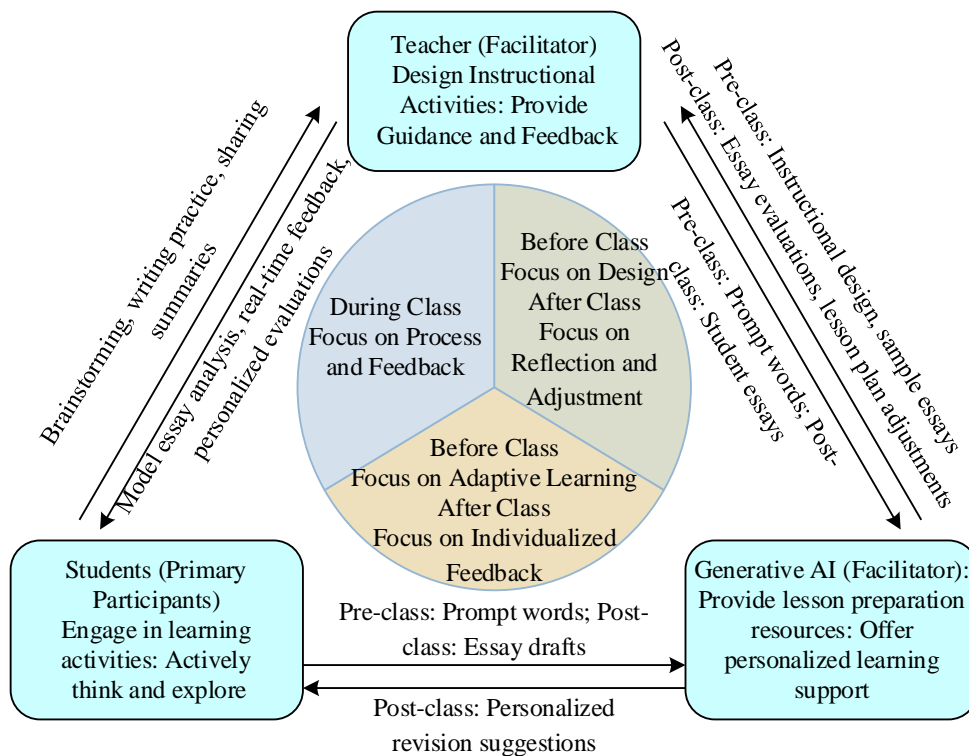 Teacher (Facilitator)
Design Instructional
Activities: Provide
Guidance and Feedback
Brainstorming, writing practice, sharing
summaries
Model essay analysis, real-time feedback,
personalized evaluations
Pre-class: Instructional design, sample essays
Post-class: Essay evaluations, lesson plan adjustments
Pre-class: Prompt words; Post-
class: Student essays
During Class
Focus on Process
and Feedback
Before Class
Focus on Design
After Class
Focus on
Reflection and
Adjustment
Before Class
Focus on Adaptive Learning
After Class
Focus on Individualized
Feedback
Students (Primary
Participants)
Engage in learning
activities: Actively
think and explore
Pre-class: Prompt words; Post-
class: Essay drafts
Post-class: Personalized
revision suggestions
Generative AI (Facilitator):
Provide lesson preparation
resources: Offer
personalized learning
support